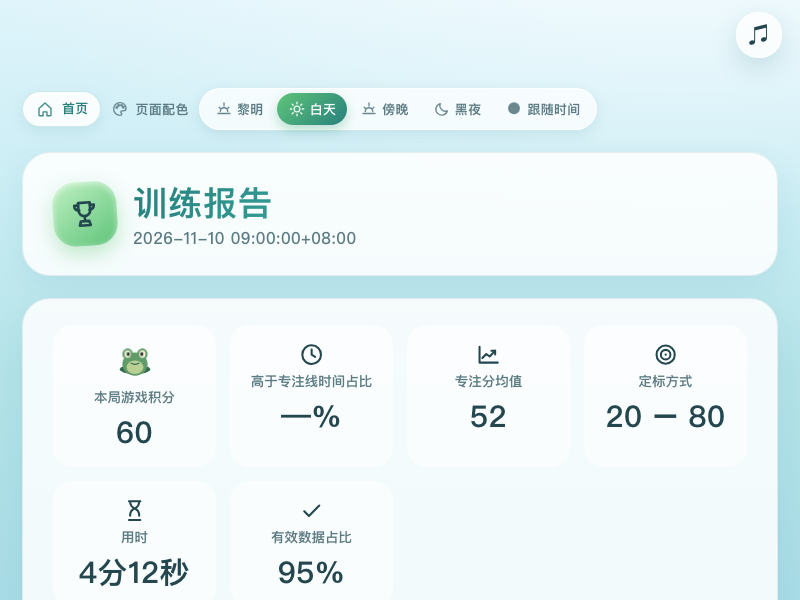 首页 页面配色 黎明 白天 傍晚 黑夜 跟随时间
训练报告
2026-11-10 09:00:00+08:00
本局游戏积分
60
高于专注线时间占比
—%
专注分均值
52
定标方式
20 — 80
用时
4分12秒
有效数据占比
95%